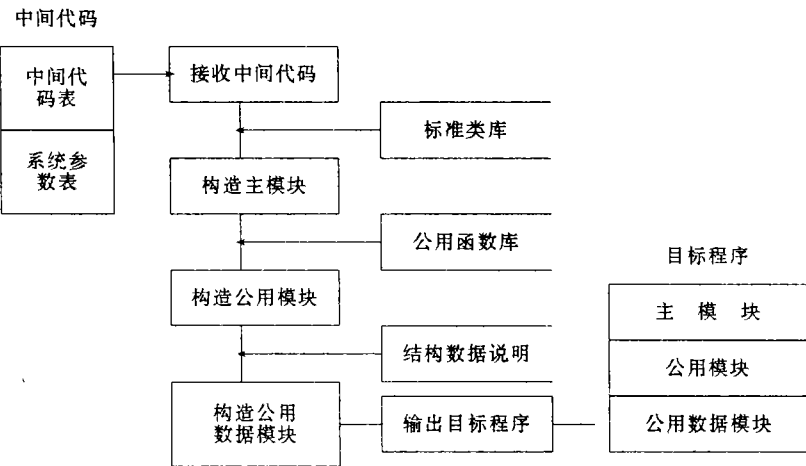 中间代码
中间代
码表
接收中间代码
标准类库
系统参
数表
构造主模块
公用函数库
目标程序
构造公用模块
主 模 块
结构数据说明
公用模块
构造公用
数据模块
输出目标程序
公用数据模块